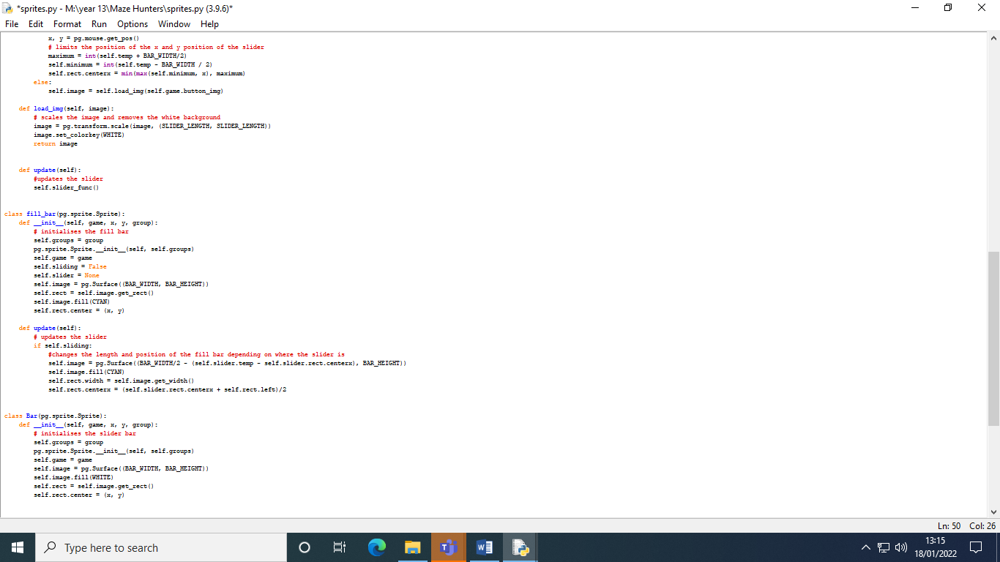 *sprites.py - M:\year 13\Maze Hunters\sprites.py (3.9.6)*
File Edit Format Run Options Window Help
            x, y = pg.mouse.get_pos()
            # limits the position of the x and y position of the slider
            maximum = int(self.temp + BAR_WIDTH/2)
            self.minimum = int(self.temp - BAR_WIDTH / 2)
            self.rect.centerx = min(max(self.minimum, x), maximum)
        else:
            self.image = self.load_img(self.game.button_img)
    def load_img(self, image):
        # scales the image and removes the white background
        image = pg.transform.scale(image, (SLIDER_LENGTH, SLIDER_LENGTH))
        image.set_colorkey(WHITE)
        return image
    def update(self):
        #updates the slider
        self.slider_func()
class fill_bar(pg.sprite.Sprite):
    def __init__(self, game, x, y, group):
        # initialises the fill bar
        self.groups = group
        pg.sprite.Sprite.__init__(self, self.groups)
        self.game = game
        self.sliding = False
        self.slider = None
        self.image = pg.Surface((BAR_WIDTH, BAR_HEIGHT))
        self.rect = self.image.get_rect()
        self.image.fill(CYAN)
        self.rect.center = (x, y)
    def update(self):
        # updates the slider
        if self.sliding:
            #changes the length and position of the fill bar depending on where the slider is
            self.image = pg.Surface((BAR_WIDTH/2 - (self.slider.temp - self.slider.rect.centerx), BAR_HEIGHT))
            self.image.fill(CYAN)
            self.rect.width = self.image.get_width()
            self.rect.centerx = (self.slider.rect.centerx + self.rect.left)/2
class Bar(pg.sprite.Sprite):
    def __init__(self, game, x, y, group):
        # initialises the slider bar
        self.groups = group
        pg.sprite.Sprite.__init__(self, self.groups)
        self.game = game
        self.image = pg.Surface((BAR_WIDTH, BAR_HEIGHT))
        self.image.fill(WHITE)
        self.rect = self.image.get_rect()
        self.rect.center = (x, y)
Ln: 50 Col: 26
Type here to search
13:15
18/01/2022